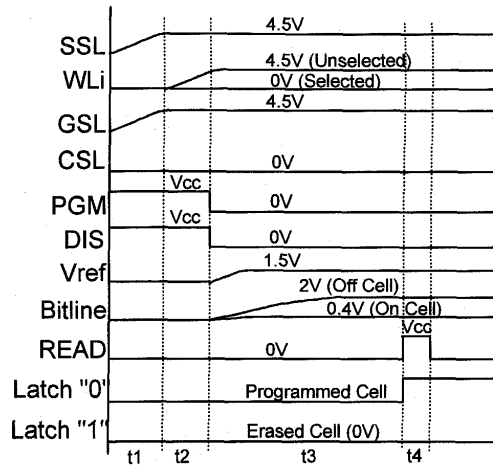 SSL 4.5V
WLi 4.5V (Unselected)
0V (Selected)
GSL 4.5V
CSL 0V
PGM Vcc 0V
DIS Vcc 0V
Vref 1.5V
Bitline 2V (Off Cell)
0.4V (On Cell)
READ 0V Vcc
Latch "0" Programmed Cell
Latch "1" Erased Cell (0V)
t1 t2 t3 t4